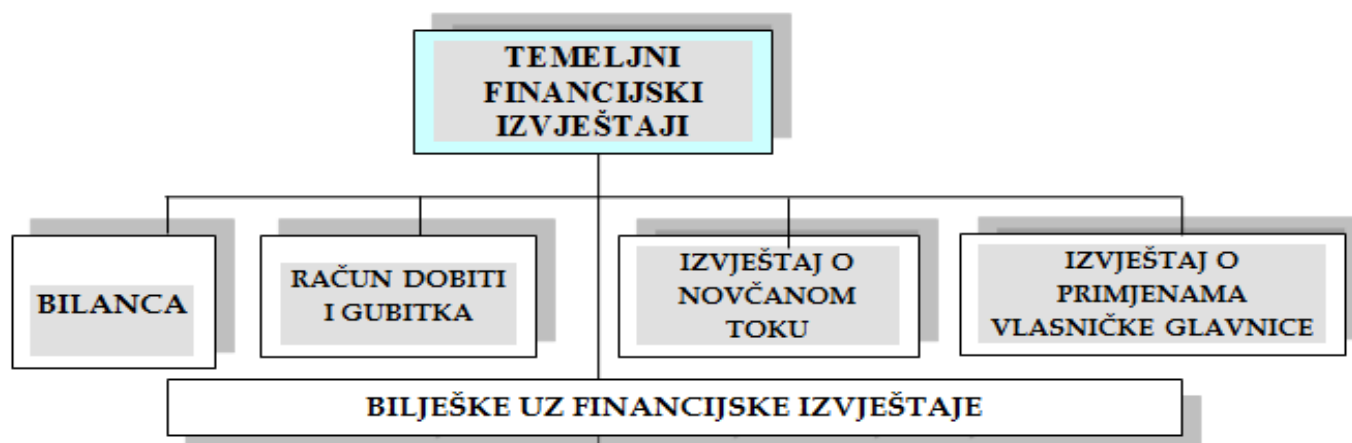 TEMELJNI
FINANCIJSKI
IZVJEŠTAJI
BILANCA
RAČUN DOBITI
I GUBITKA
IZVJEŠTAJ O
NOVČANOM
TOKU
IZVJEŠTAJ O
PRIMJENAMA
VLASNIČKE GLAVNICE
BILJEŠKE UZ FINANCIJSKE IZVJEŠTAJE